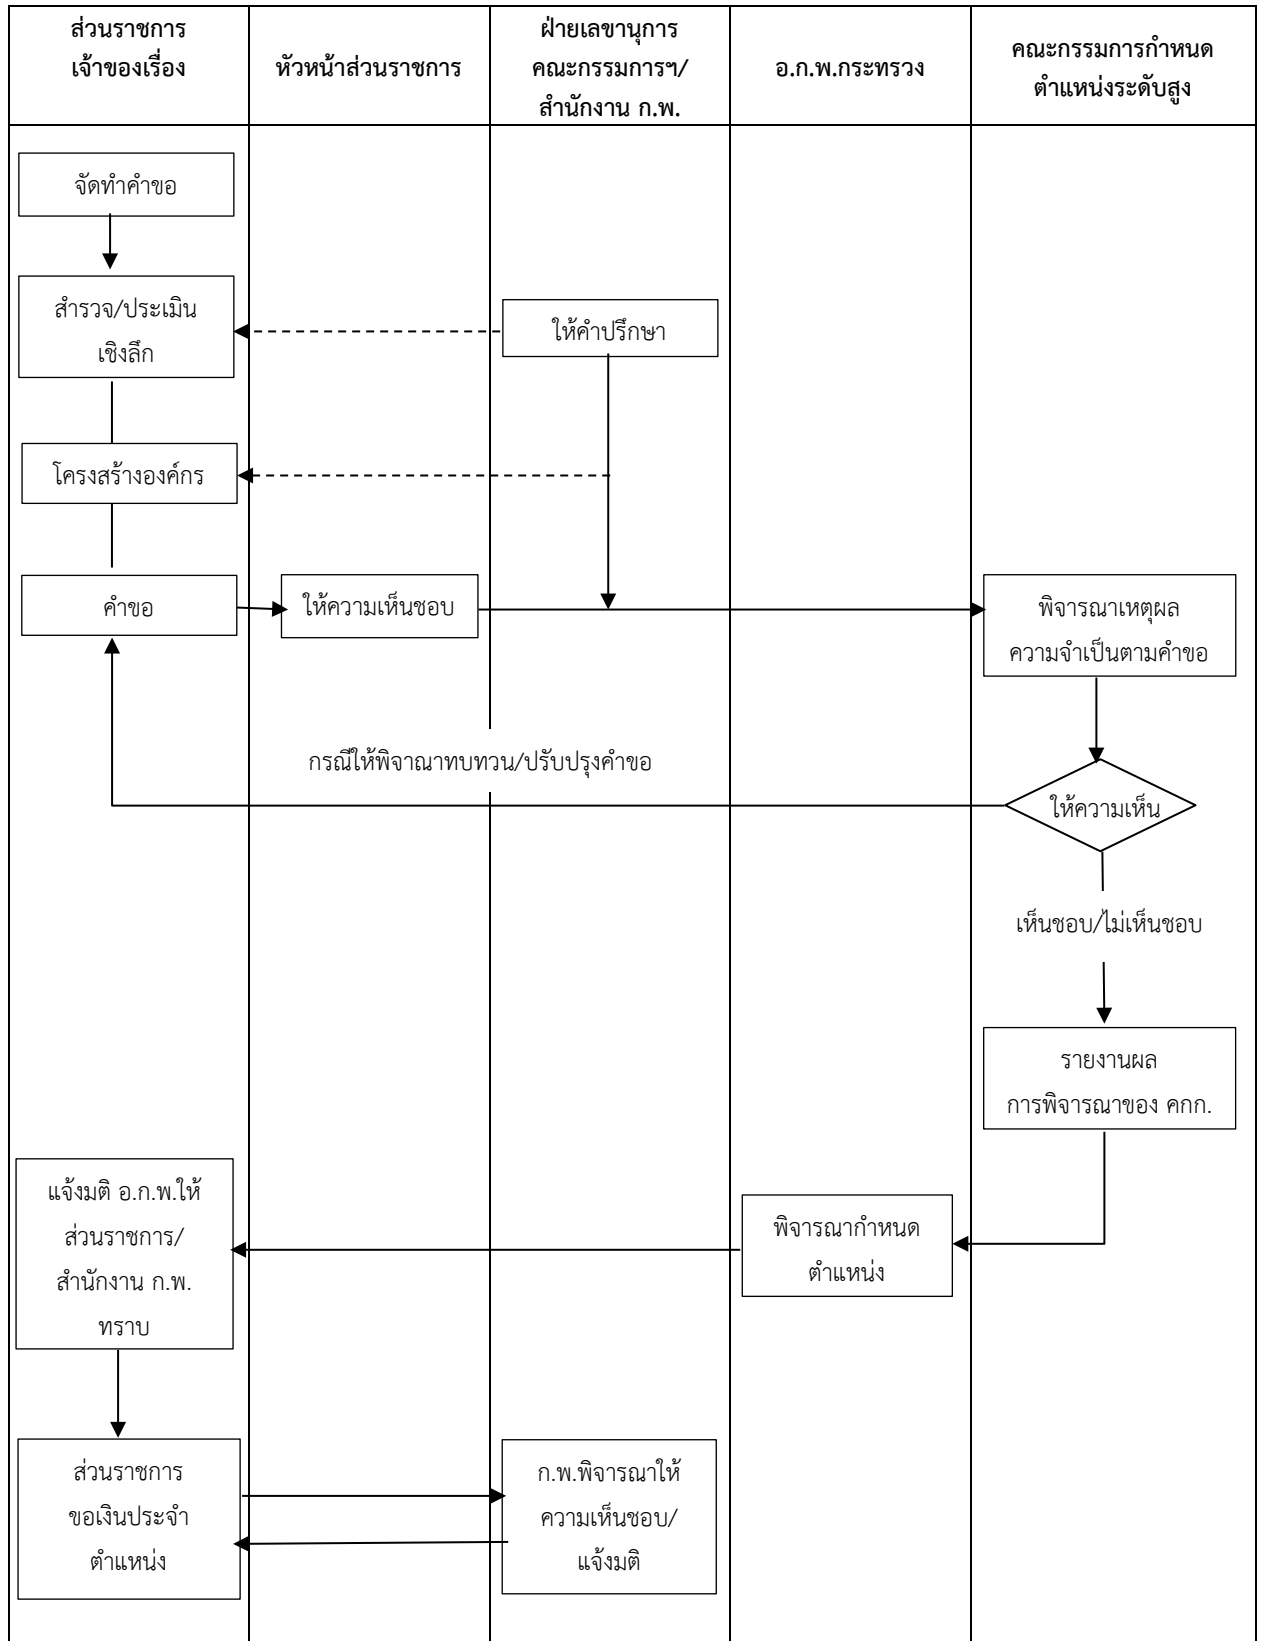 ส่วนราชการ
เจ้าของเรื่อง
หัวหน้าส่วนราชการ
ฝ่ายเลขานุการ
คณะกรรมการฯ/
สำนักงาน ก.พ.
อ.ก.พ.กระทรวง
คณะกรรมการกำหนด
ตำแหน่งระดับสูง
จัดทำคำขอ
สำรวจ/ประเมิน
เชิงลึก
ให้คำปรึกษา
โครงสร้างองค์กร
คำขอ
ให้ความเห็นชอบ
พิจารณาเหตุผล
ความจำเป็นตามคำขอ
กรณีให้พิจาณาทบทวน/ปรับปรุงคำขอ
ให้ความเห็น
เห็นชอบ/ไม่เห็นชอบ
รายงานผล
การพิจารณาของ คกก.
แจ้งมติ อ.ก.พ.ให้
ส่วนราชการ/
สำนักงาน ก.พ.
ทราบ
พิจารณากำหนด
ตำแหน่ง
ส่วนราชการ
ขอเงินประจำ
ตำแหน่ง
ก.พ.พิจารณาให้
ความเห็นชอบ/
แจ้งมติ